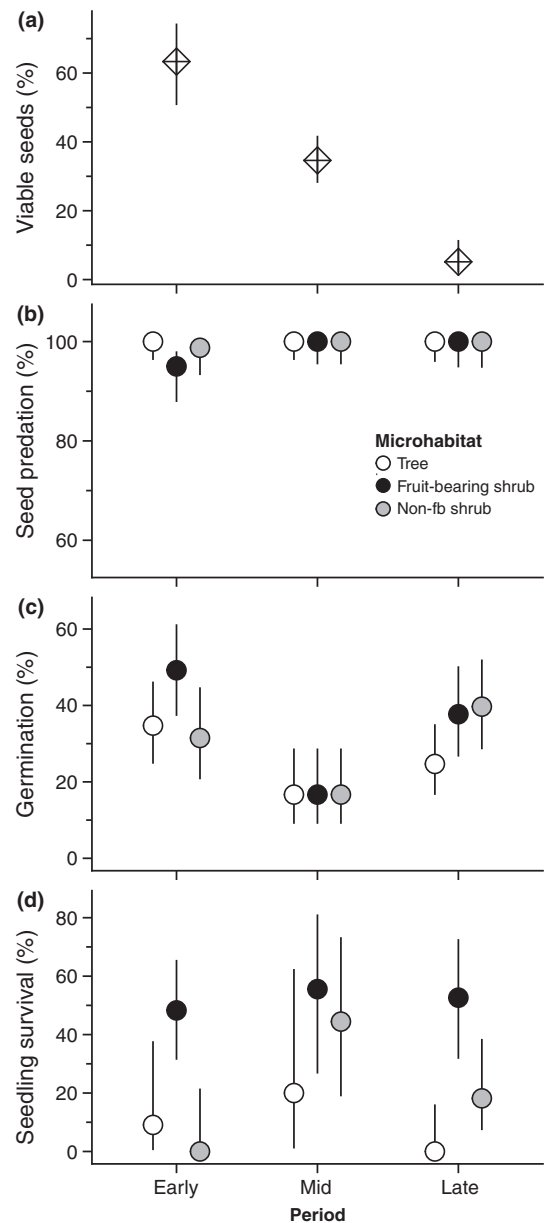 (a)
Viable seeds (%)
60
40
20
0
(b)
Seed predation (%)
100
80
60
Microhabitat
Tree
Fruit-bearing shrub
Non-fb shrub
(c)
Germination (%)
60
40
20
0
(d)
Seedling survival (%)
80
60
40
20
0
Early Mid Late
Period